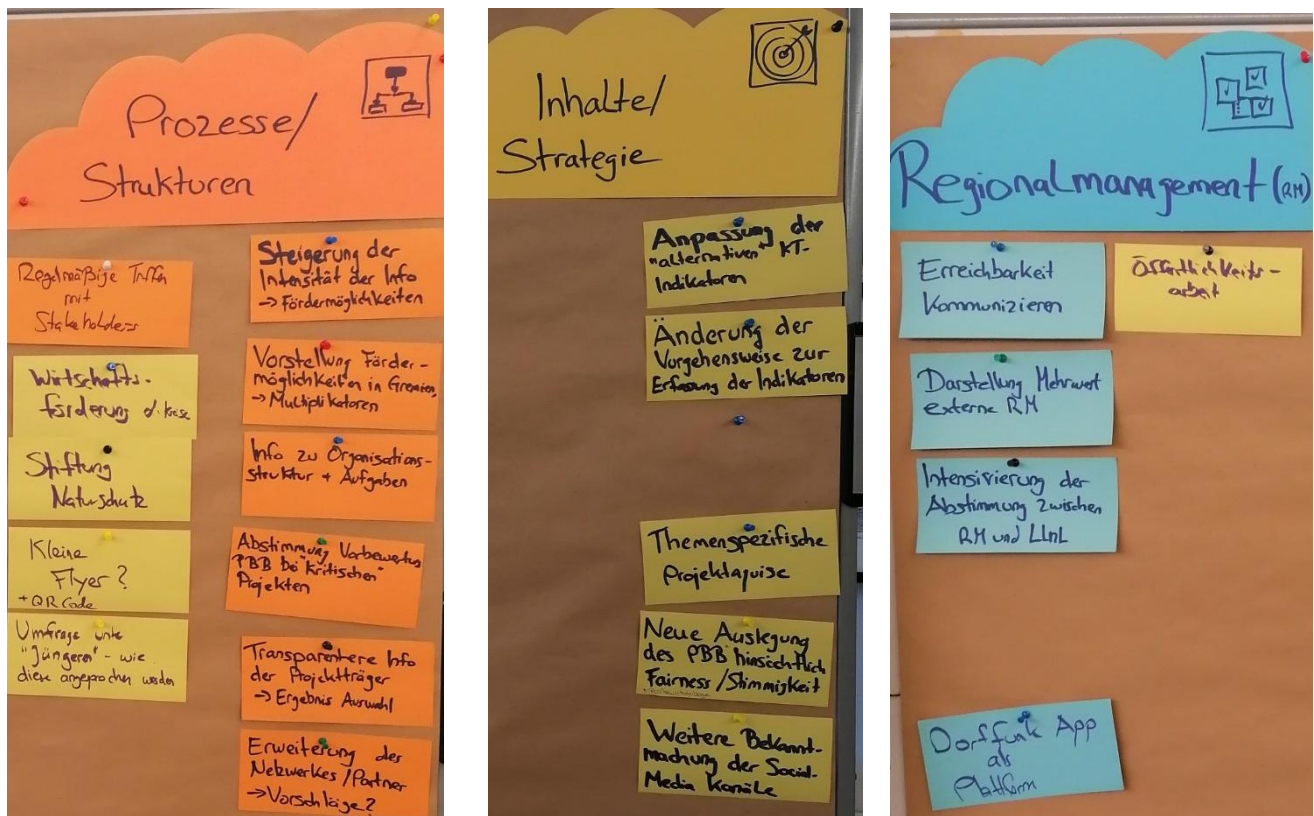 Prozesse/
Strukturen
Regelmäßige Treffen
mit
Stakeholdern
Wirtschafts-
förderung d. Kreise
Stiftung
Naturschutz
Kleine
Flyer?
+ QR Code
Umfrage unter
"Jüngeren" - wie
diese angesprochen werden
Steigerung der
Intensität der Info
→ Fördermöglichkeiten
Vorstellung Förder-
möglichkeiten in Gremien,
→ Multiplikatoren
Info zu Organisations-
struktur + Aufgaben
Abstimmung Vorbewertung
PBB bei "kritischen"
Projekten
Transparentere Info
der Projektträger
→ Ergebnis Auswahl
Erweiterung des
Netzwerkes/Partner
→ Vorschläge?
Inhalte/
Strategie
Anpassung der
"alternativen" KT-
Indikatoren
Änderung der
Vorgehensweise zur
Erfassung der Indikatoren
Themenspezifische
Projektaquise
Neue Auslegung
des PBB hinsichtlich
Fairness/Stimmigkeit
Weitere Bekannt-
machung der Social-
Media Kanäle
Regionalmanagement (RM)
Erreichbarkeit
Kommunizieren
Darstellung Mehrwert
externe RM
Intensivierung der
Abstimmung zwischen
RM und LLnL
Dorffunk App
als
Plattform
Öffentlichkeits-
arbeit